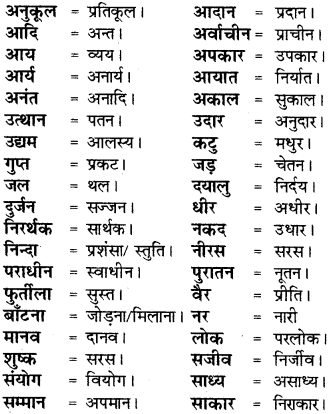 अनुकूल = प्रतिकूल। आदान = प्रदान।
आदि = अन्त। अर्वाचीन = प्राचीन।
आय = व्यय। अपकार = उपकार।
आर्य = अनार्य। आयात = निर्यात।
अनंत = अनादि। अकाल = सुकाल।
उत्थान = पतन। उदार = अनुदार।
उद्यम = आलस्य। कटु = मधुर।
गुप्त = प्रकट। जड़ = चेतन।
जल = थल। दयालु = निर्दय।
दुर्जन = सज्जन। धीर = अधीर।
निरर्थक = सार्थक। नकद = उधार।
निन्दा = प्रशंसा/ स्तुति। नीरस = सरस।
पराधीन = स्वाधीन। पुरातन = नूतन।
फुर्तीला = सुस्त। वैर = प्रीति।
बाँटना = जोड़ना/मिलाना। नर = नारी
मानव = दानव। लोक = परलोक।
शुष्क = सरस। सजीव = निर्जीव।
संयोग = वियोग। साध्य = असाध्य।
सम्मान = अपमान। साकार = निराकार।